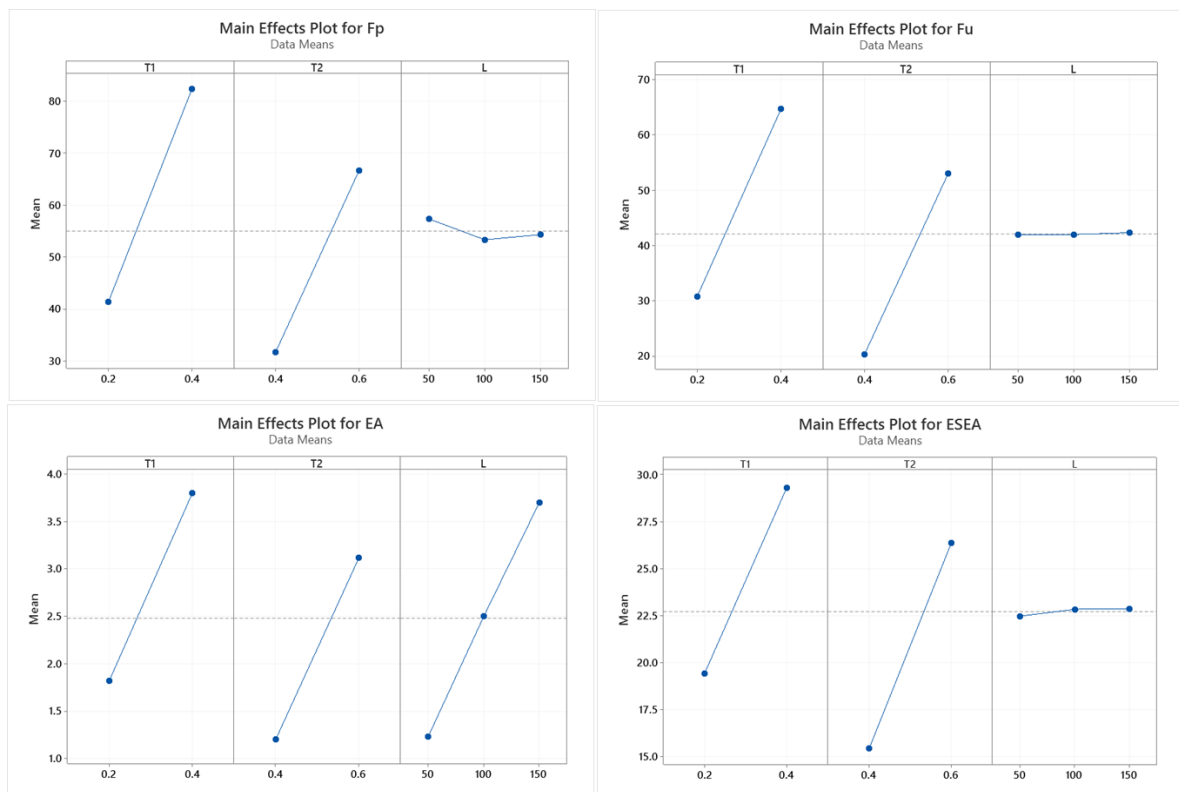 Main Effects Plot for Fp
Data Means
T1 T2 L
80
70
60
50
40
30
Mean
0.2 0.4 0.4 0.6 50 100 150
Main Effects Plot for Fu
Data Means
T1 T2 L
70
60
50
40
30
20
Mean
0.2 0.4 0.4 0.6 50 100 150
Main Effects Plot for EA
Data Means
T1 T2 L
4.0
3.5
3.0
2.5
2.0
1.5
1.0
Mean
0.2 0.4 0.4 0.6 50 100 150
Main Effects Plot for ESEA
Data Means
T1 T2 L
30.0
27.5
25.0
22.5
20.0
17.5
15.0
Mean
0.2 0.4 0.4 0.6 50 100 150